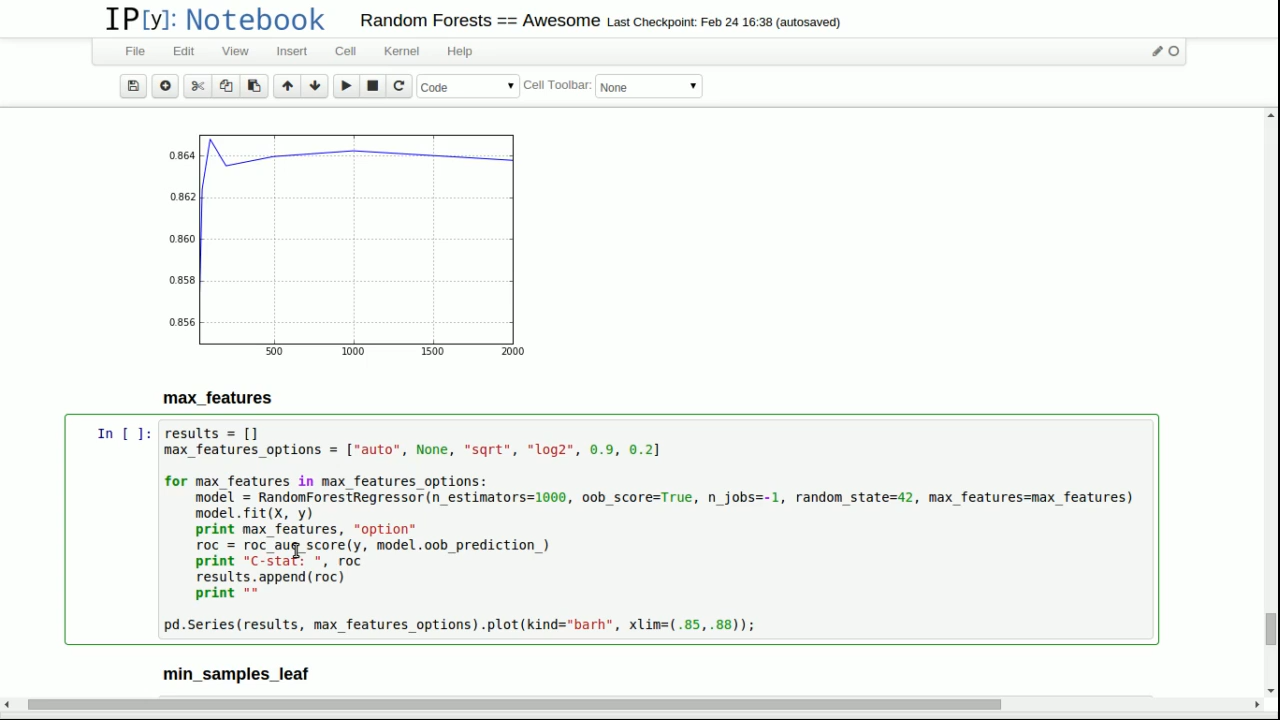 IP[y]: Notebook Random Forests == Awesome Last Checkpoint: Feb 24 16:38 (autosaved)
File Edit View Insert Cell Kernel Help
Code Cell Toolbar: None
0.864
0.862
0.860
0.858
0.856
500 1000 1500 2000
max_features
In [ ]: results = []
max_features_options = ["auto", None, "sqrt", "log2", 0.9, 0.2]
for max_features in max_features_options:
    model = RandomForestRegressor(n_estimators=1000, oob_score=True, n_jobs=-1, random_state=42, max_features=max_features)
    model.fit(X, y)
    print max_features, "option"
    roc = roc_auc_score(y, model.oob_prediction_)
    print "C-stat: ", roc
    results.append(roc)
    print ""
pd.Series(results, max_features_options).plot(kind="barh", xlim=(.85,.88));
min_samples_leaf